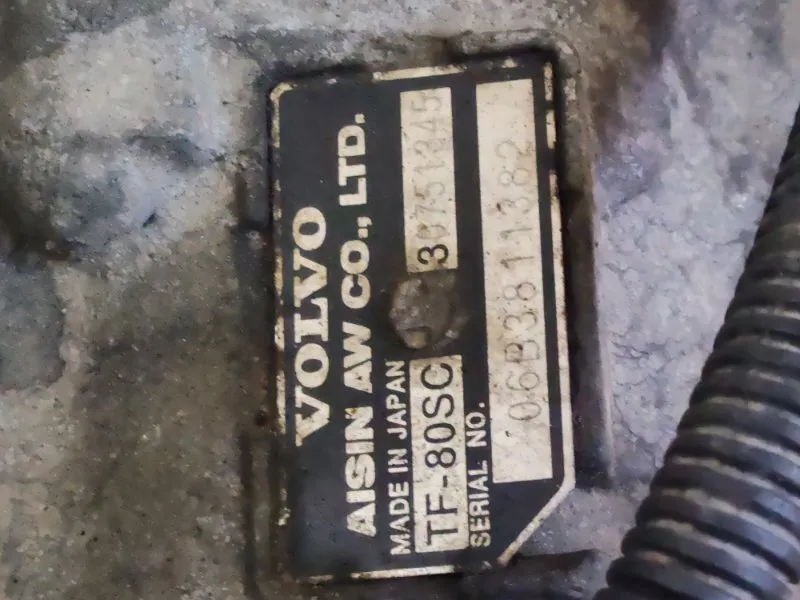 VOLVO
AISIN AW CO., LTD.
MADE IN JAPAN
TF-80SC 30751345
SERIAL NO.
06B3811382